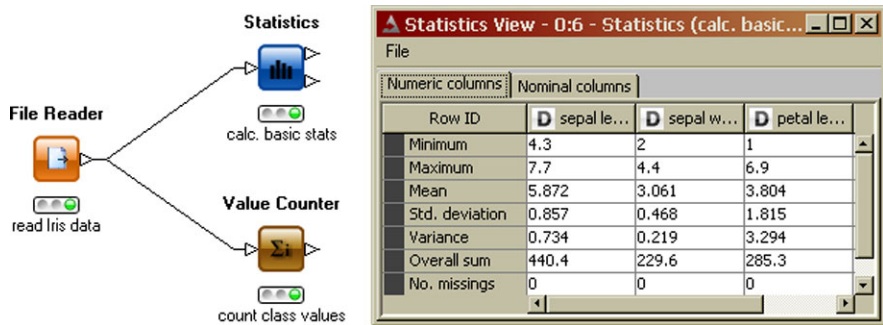 Statistics
calc. basic stats
File Reader
read Iris data
Value Counter
Σi
count class values
Statistics View - 0:6 - Statistics (calc. basic...
File
Numeric columns Nominal columns
Row ID D sepal le... D sepal w... D petal le...
Minimum 4.3 2 1
Maximum 7.7 4.4 6.9
Mean 5.872 3.061 3.804
Std. deviation 0.857 0.468 1.815
Variance 0.734 0.219 3.294
Overall sum 440.4 229.6 285.3
No. missings 0 0 0